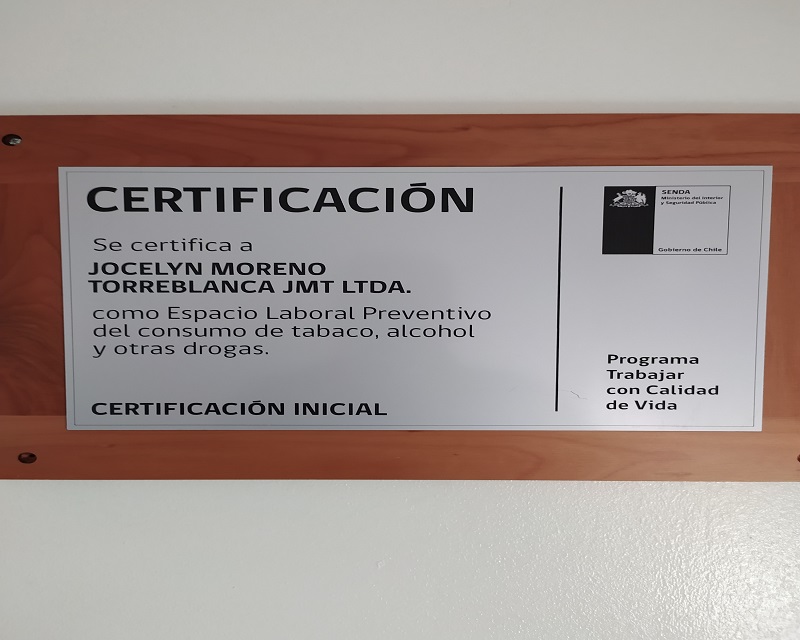 CERTIFICACIÓN
Se certifica a
JOCELYN MORENO
TORREBLANCA JMT LTDA.
como Espacio Laboral Preventivo
del consumo de tabaco, alcohol
y otras drogas.
CERTIFICACIÓN INICIAL
SENDA
Ministerio del Interior
y Seguridad Pública
Gobierno de Chile
Programa
Trabajar
con Calidad
de Vida